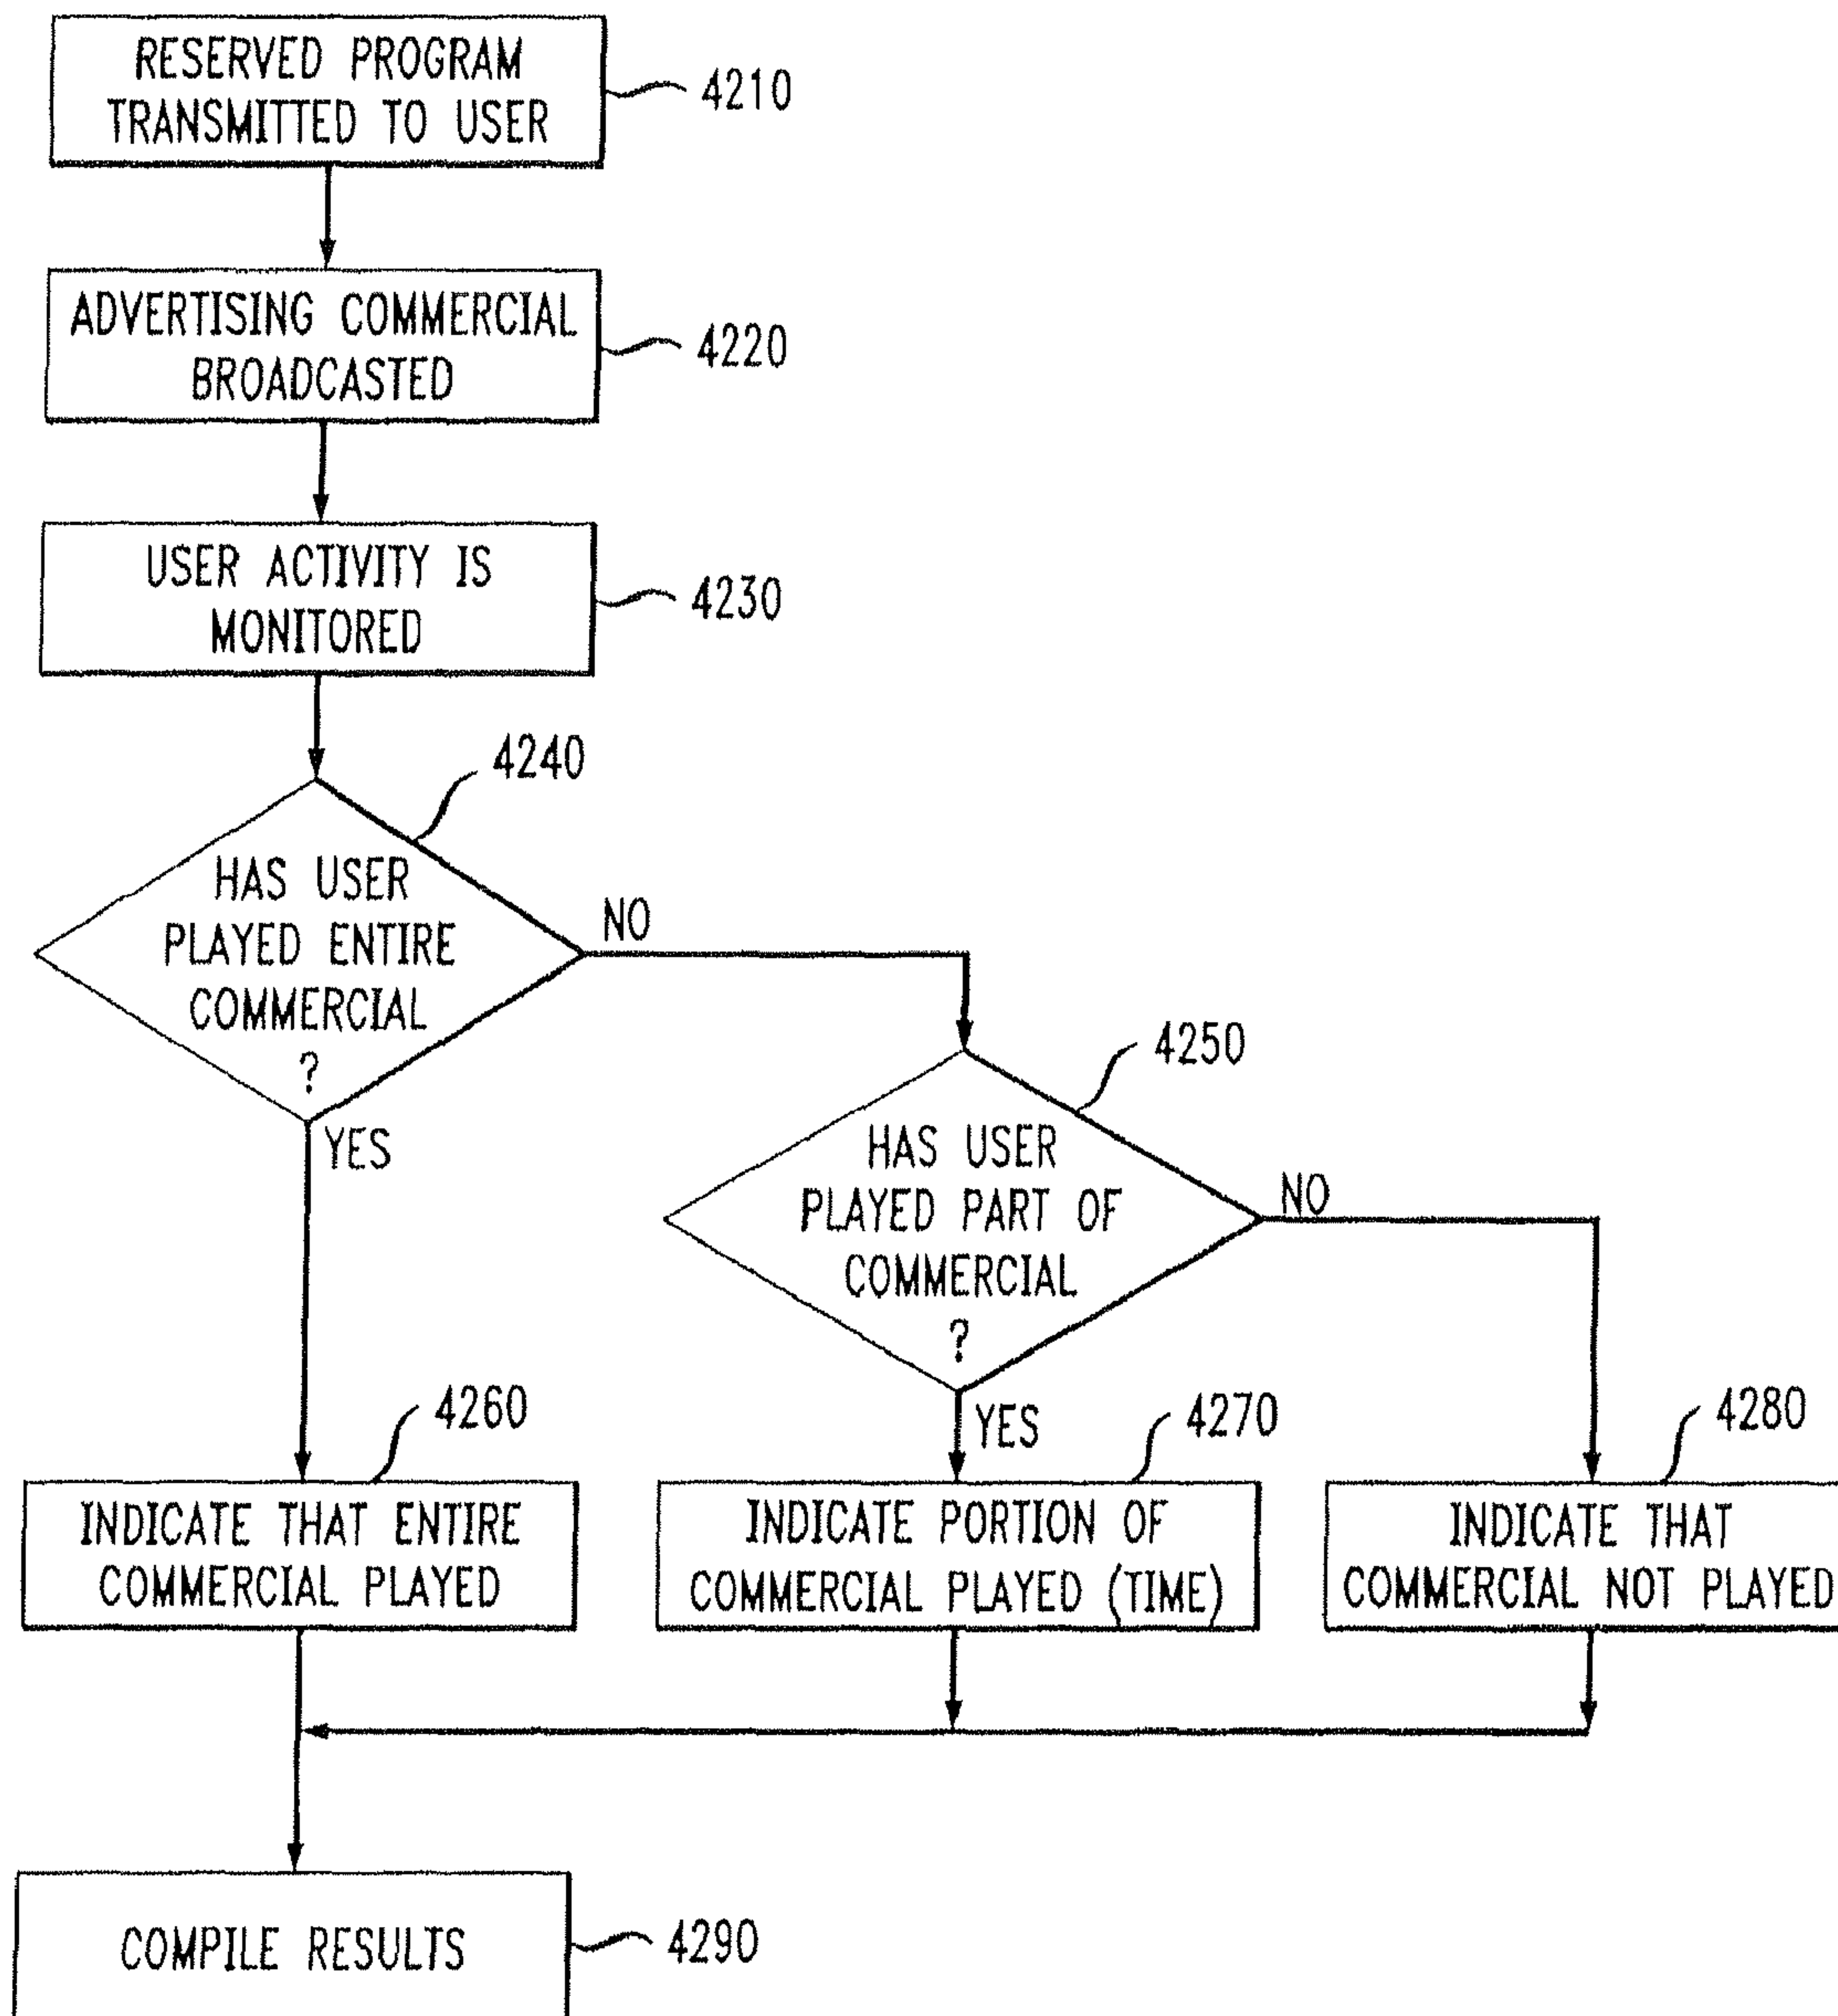 RESERVED PROGRAM
TRANSMITTED TO USER
4210
ADVERTISING COMMERCIAL
BROADCASTED
4220
USER ACTIVITY IS
MONITORED
4230
4240
HAS USER
PLAYED ENTIRE
COMMERCIAL
?
NO
YES
4250
HAS USER
PLAYED PART OF
COMMERCIAL
?
NO
YES
4260
INDICATE THAT ENTIRE
COMMERCIAL PLAYED
4270
INDICATE PORTION OF
COMMERCIAL PLAYED (TIME)
4280
INDICATE THAT
COMMERCIAL NOT PLAYED
COMPILE RESULTS
4290